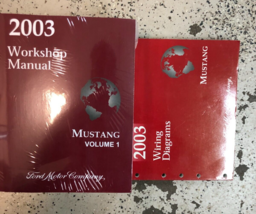 2003
Workshop
Manual
MUSTANG
VOLUME 1
Ford Motor Company
MUSTANG
2003
Wiring
Diagrams